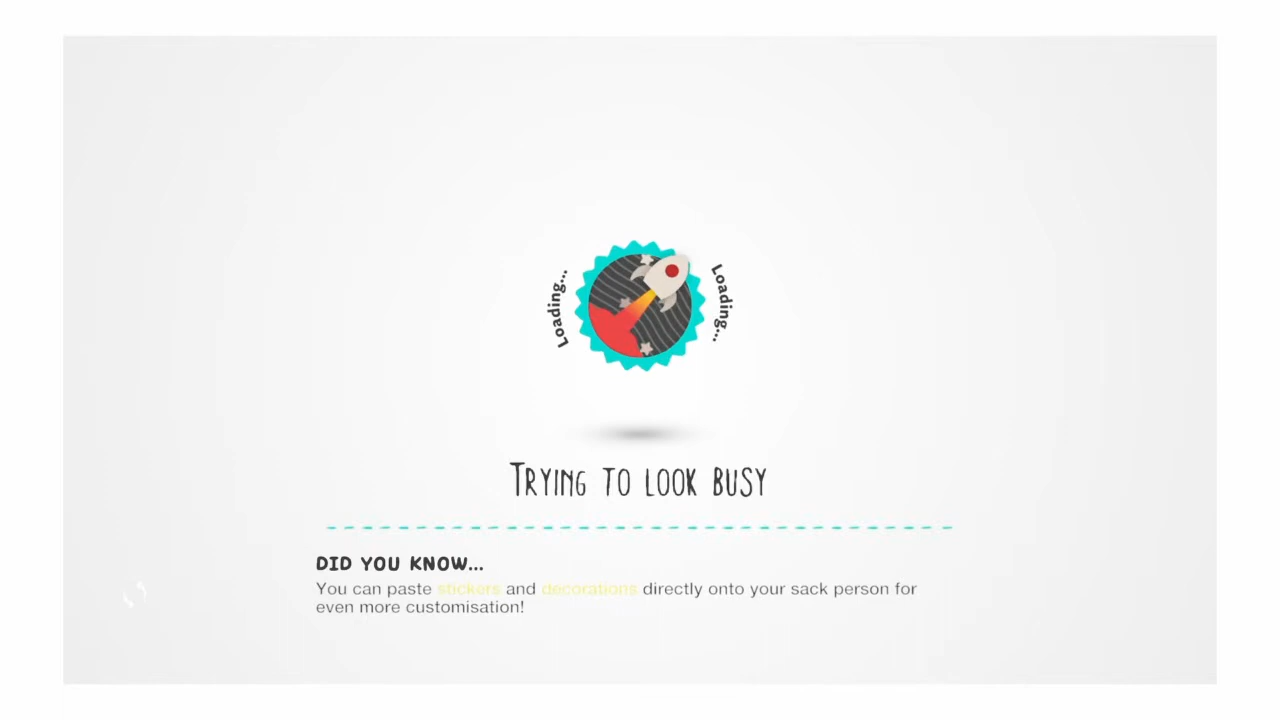 Loading...
Loading...
Trying to look busy
DID YOU KNOW...
You can paste stickers and decorations directly onto your sack person for
even more customisation!